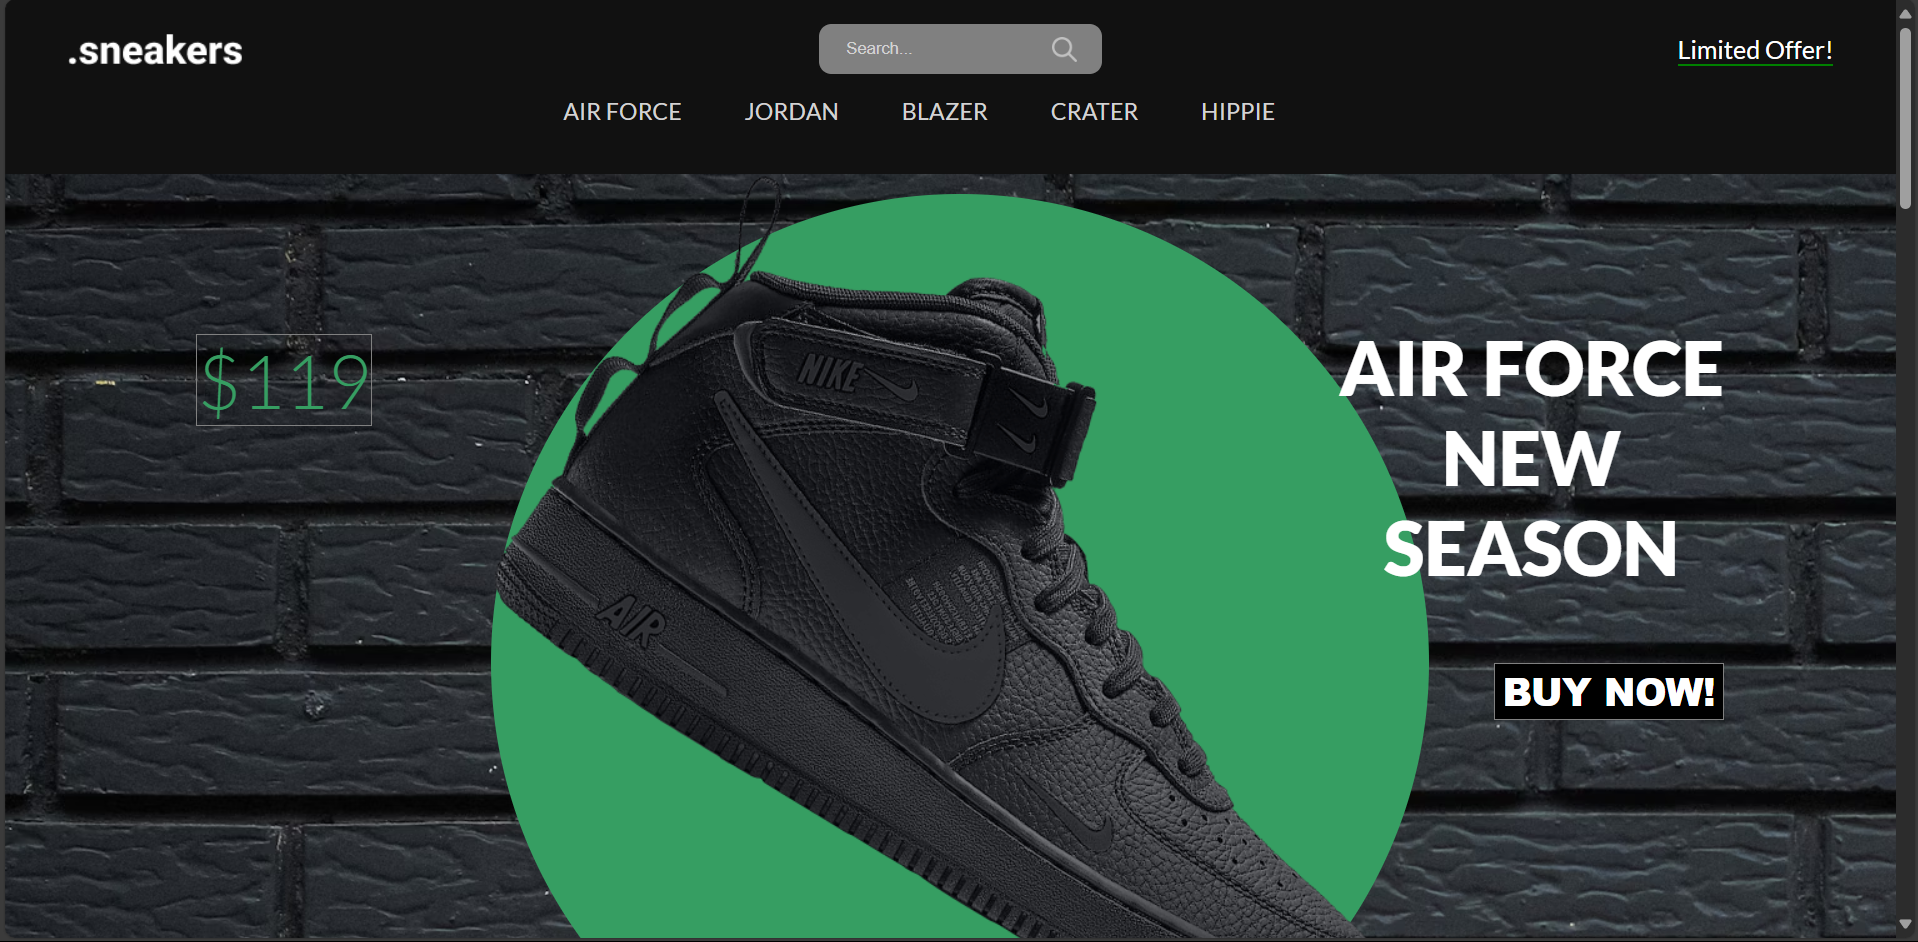 .sneakers
Search...
Limited Offer!
AIR FORCE
JORDAN
BLAZER
CRATER
HIPPIE
$119
NIKE
AIR
AIR FORCE
NEW
SEASON
BUY NOW!